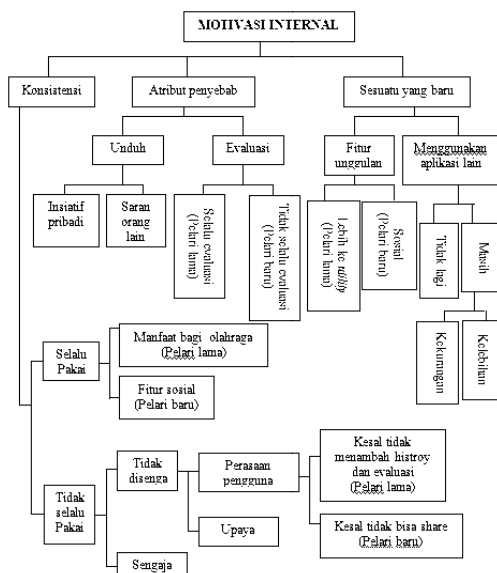 MOTIVASI INTERNAL
Konsistensi
Atribut penyebab
Sesuatu yang baru
Unduh
Evaluasi
Fitur
unggulan
Menggunakan
aplikasi lain
Insiatif
pribadi
Saran
orang
lain
Selalu evaluasi
(Pelari lama)
Tidak selalu evaluasi
(Pelari baru)
Lebih ke utility
(Pelari lama)
Sosial
(Pelari baru)
Tidak lagi
Masih
Kekurangan
Kelebihan
Selalu
Pakai
Manfaat bagi olahraga
(Pelari lama)
Fitur sosial
(Pelari baru)
Tidak
selalu
Pakai
Tidak
disenga
Perasaan
pengguna
Kesal tidak
menambah histroy
dan evaluasi
(Pelari lama)
Kesal tidak bisa share
(Pelari baru)
Upaya
Sengaja